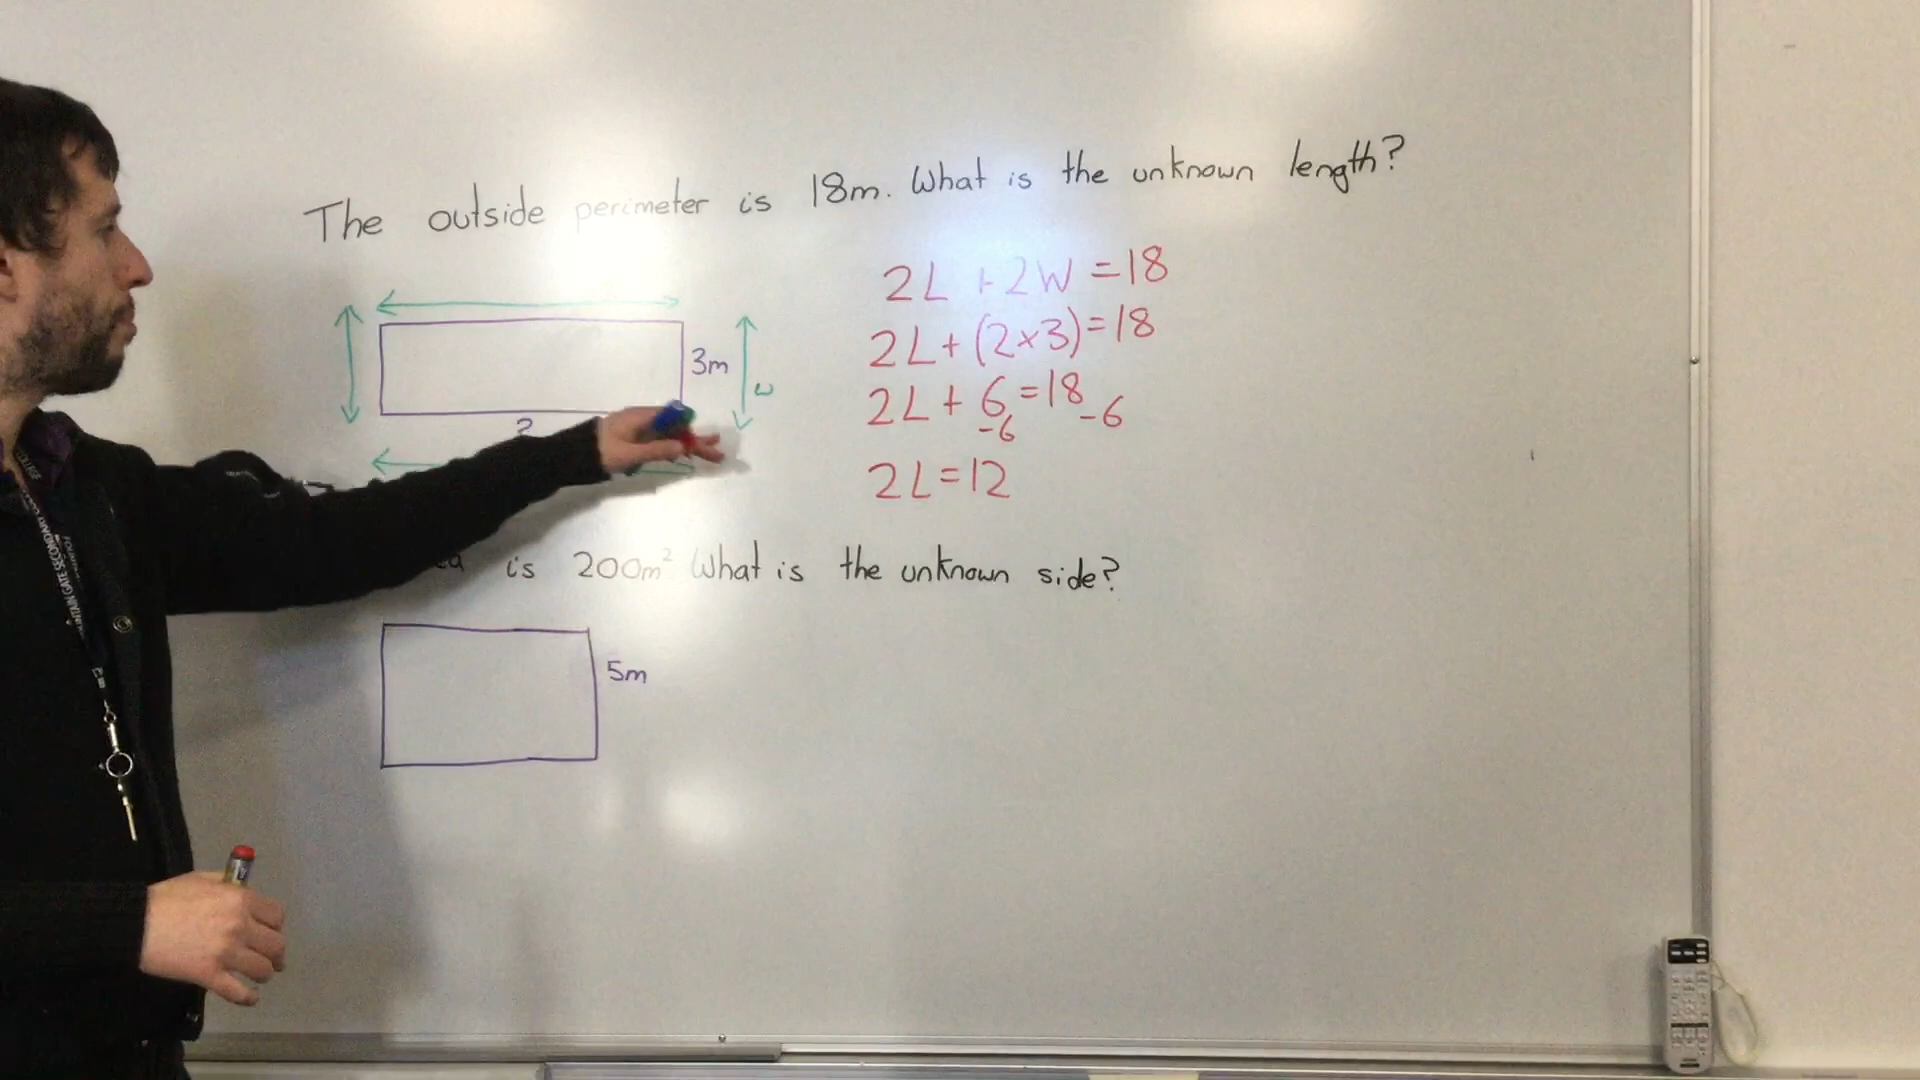 The outside perimeter is 18m. What is the unknown length?
2L + 2W = 18
2L + (2×3) = 18
3m
2L + 6 = 18
-6 -6
w
?
2L = 12
is 200m² What is the unknown side?
5m